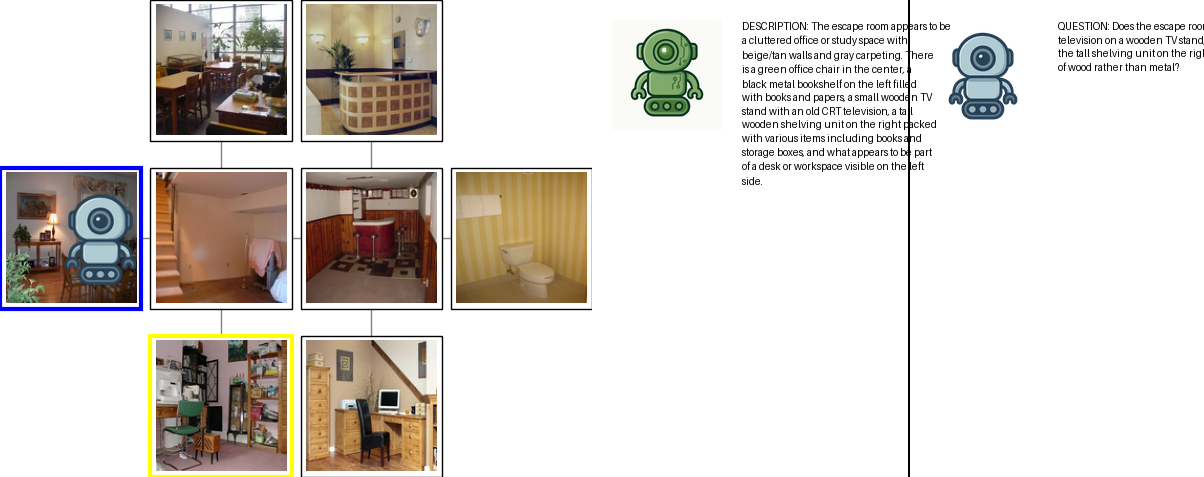 DESCRIPTION: The escape room appears to be
a cluttered office or study space with
beige/tan walls and gray carpeting. There
is a green office chair in the center, a
black metal bookshelf on the left filled
with books and papers, a small wooden TV
stand with an old CRT television, a tall
wooden shelving unit on the right packed
with various items including books and
storage boxes, and what appears to be part
of a desk or workspace visible on the left
side.
QUESTION: Does the escape roo
television on a wooden TV stand,
the tall shelving unit on the righ
of wood rather than metal?